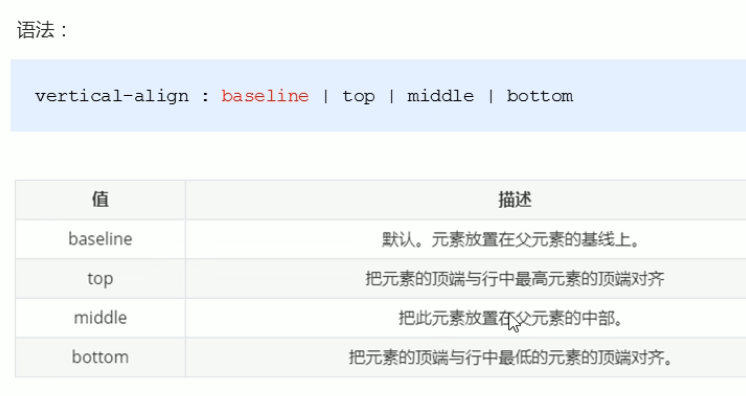 语法：
vertical-align : baseline | top | middle | bottom
值 描述
baseline 默认。元素放置在父元素的基线上。
top 把元素的顶端与行中最高元素的顶端对齐
middle 把此元素放置在父元素的中部。
bottom 把元素的顶端与行中最低的元素的顶端对齐。